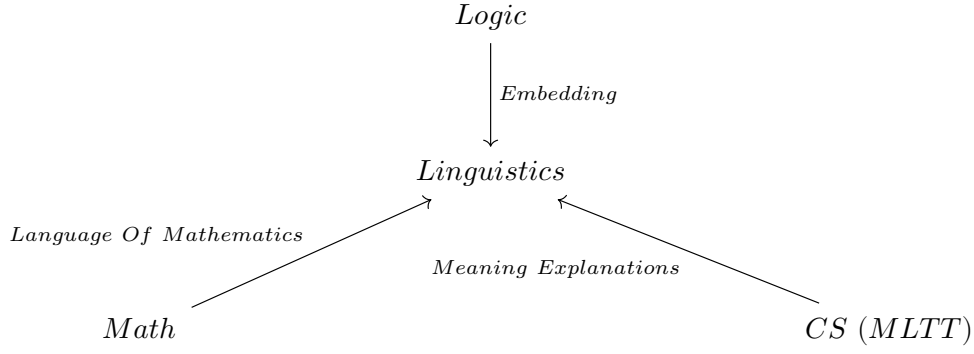 Logic
Embedding
Linguistics
Language Of Mathematics
Meaning Explanations
Math
CS (MLTT)